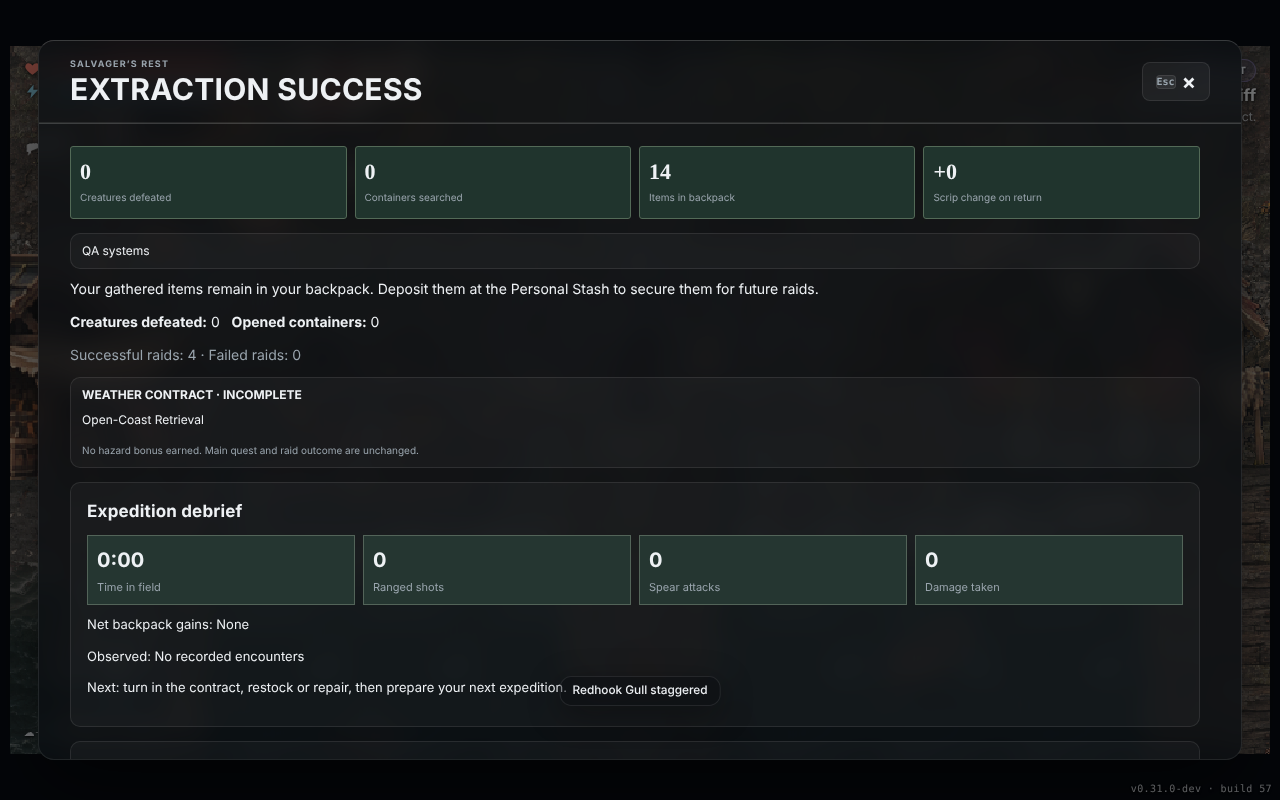 SALVAGER'S REST
EXTRACTION SUCCESS
Esc ×
0
Creatures defeated
0
Containers searched
14
Items in backpack
+0
Scrip change on return
QA systems
Your gathered items remain in your backpack. Deposit them at the Personal Stash to secure them for future raids.
Creatures defeated: 0 Opened containers: 0
Successful raids: 4 · Failed raids: 0
WEATHER CONTRACT · INCOMPLETE
Open-Coast Retrieval
No hazard bonus earned. Main quest and raid outcome are unchanged.
Expedition debrief
0:00
Time in field
0
Ranged shots
0
Spear attacks
0
Damage taken
Net backpack gains: None
Observed: No recorded encounters
Next: turn in the contract, restock or repair, then prepare your next expedition.
Redhook Gull staggered
v0.31.0-dev · build 57